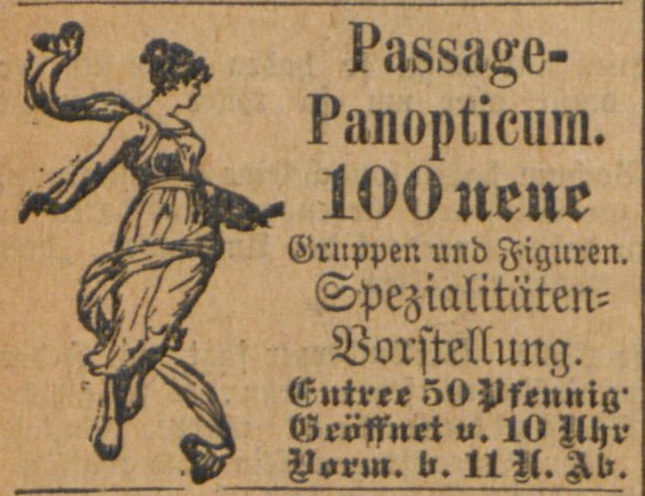 Passage-
Panopticum.
100 neue
Gruppen und Figuren.
Spezialitäten-
Vorſtellung.
Entree 50 Pfennig
Geöffnet v. 10 Uhr
Vorm. b. 11 U. Ab.